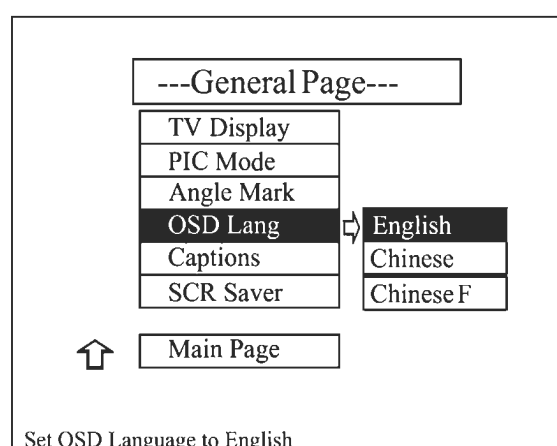 ---General Page---
TV Display
PIC Mode
Angle Mark
OSD Lang
English
Captions
Chinese
SCR Saver
Chinese F
Main Page
Set OSD Language to English